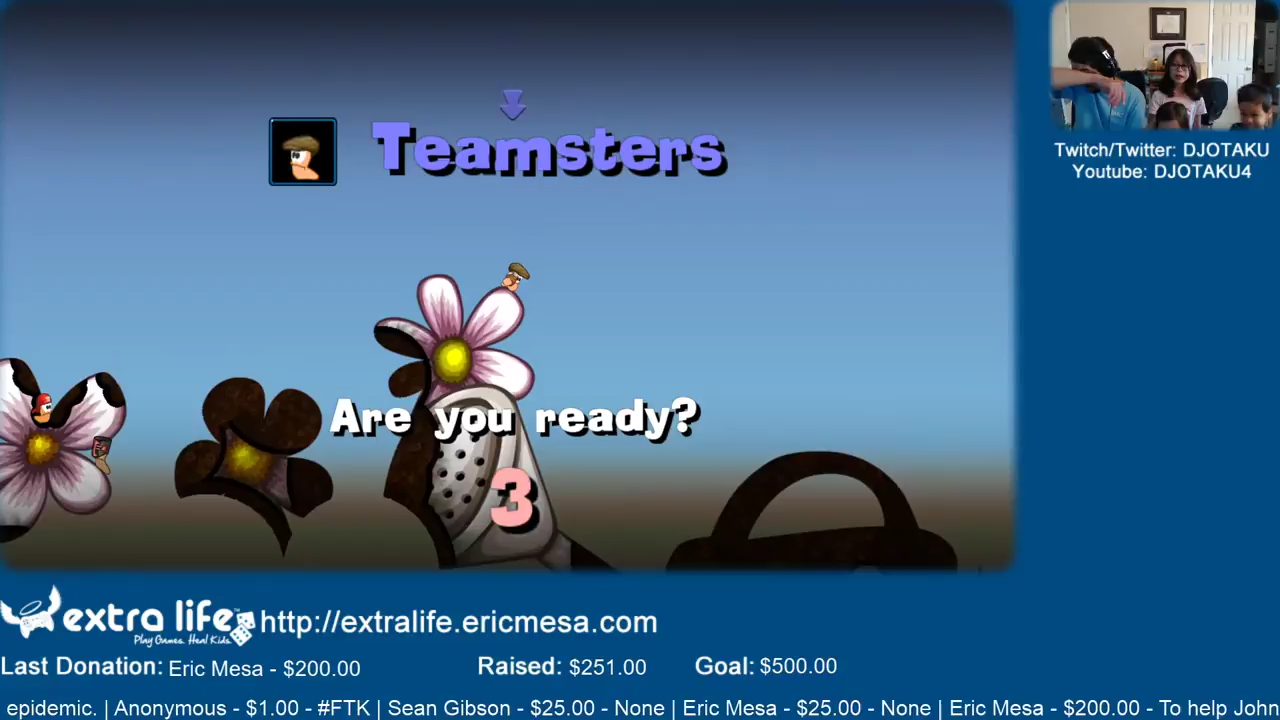 Teamsters
Are you ready?
3
Twitch/Twitter: DJOTAKU
Youtube: DJOTAKU4
extra life
Play Games. Heal Kids.
http://extralife.ericmesa.com
Last Donation: Eric Mesa - $200.00 Raised: $251.00 Goal: $500.00
epidemic. | Anonymous - $1.00 - #FTK | Sean Gibson - $25.00 - None | Eric Mesa - $25.00 - None | Eric Mesa - $200.00 - To help John